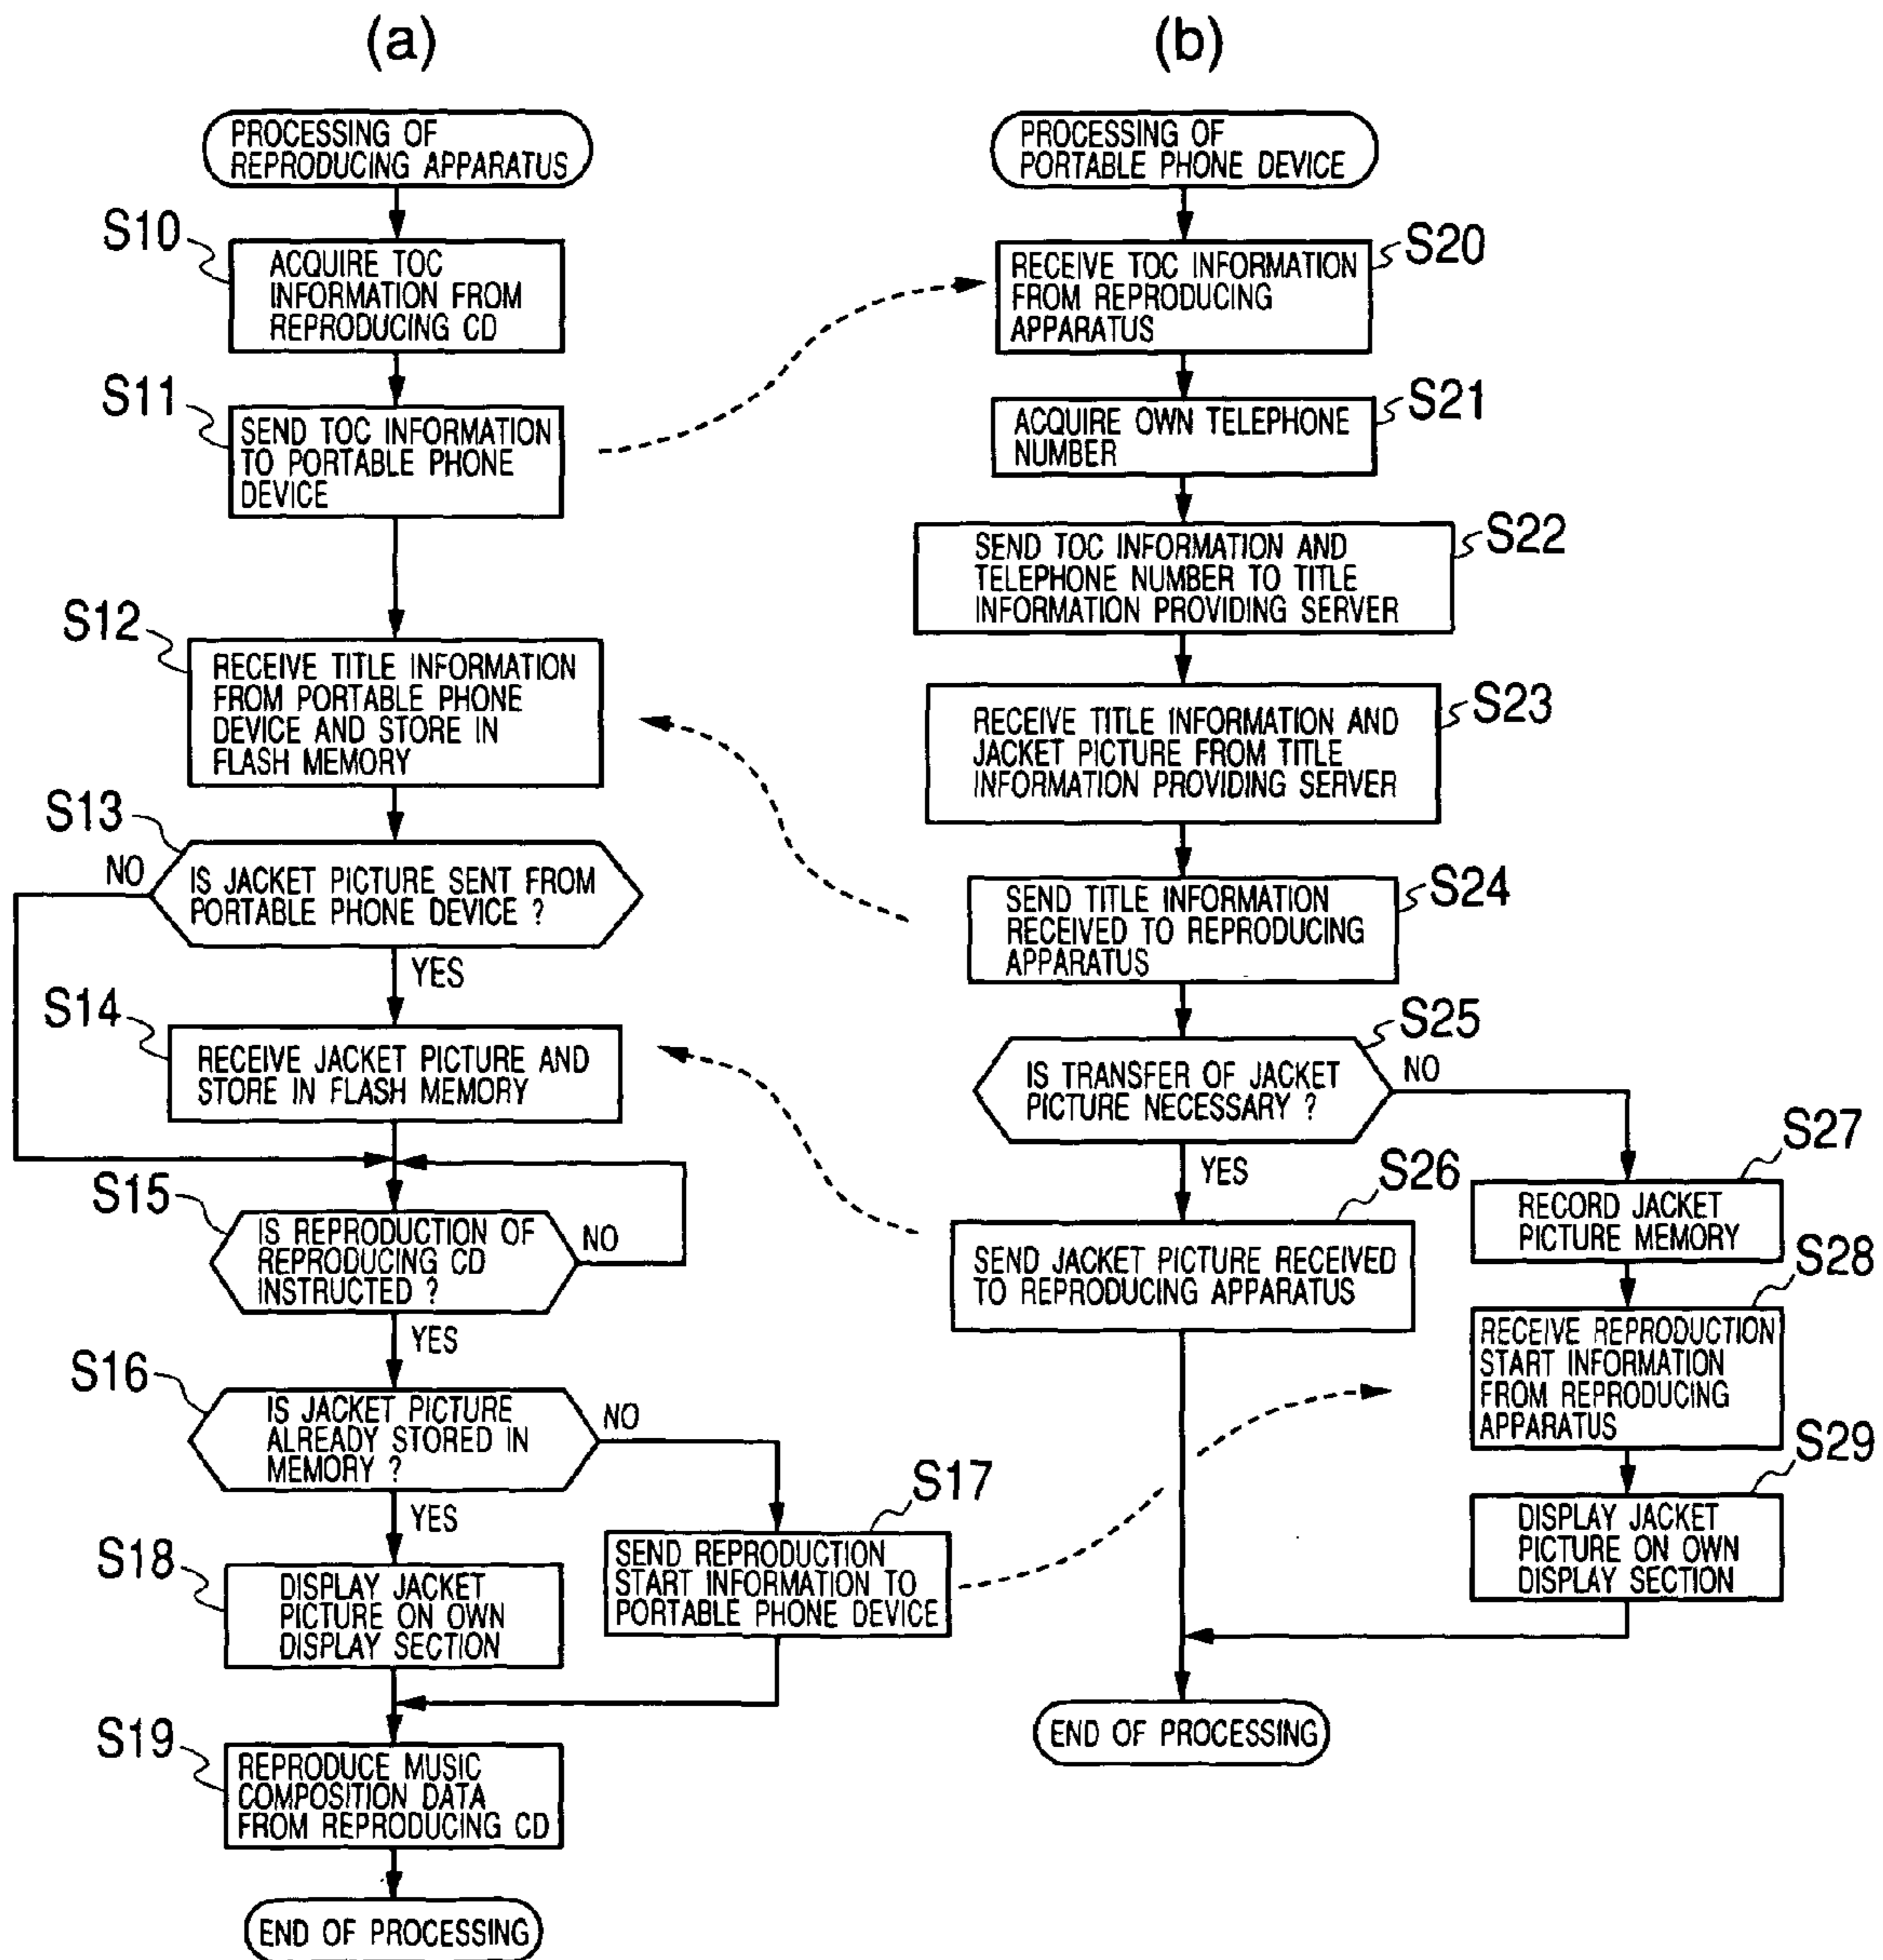 (a)
PROCESSING OF
REPRODUCING APPARATUS
S10
ACQUIRE TOC
INFORMATION FROM
REPRODUCING CD
S11
SEND TOC INFORMATION
TO PORTABLE PHONE
DEVICE
S12
RECEIVE TITLE INFORMATION
FROM PORTABLE PHONE
DEVICE AND STORE IN
FLASH MEMORY
S13
NO
IS JACKET PICTURE SENT FROM
PORTABLE PHONE DEVICE ?
YES
S14
RECEIVE JACKET PICTURE AND
STORE IN FLASH MEMORY
S15
IS REPRODUCTION OF
REPRODUCING CD
INSTRUCTED ?
NO
YES
S16
IS JACKET PICTURE
ALREADY STORED IN
MEMORY ?
NO
YES
S17
SEND REPRODUCTION
START INFORMATION TO
PORTABLE PHONE DEVICE
S18
DISPLAY JACKET
PICTURE ON OWN
DISPLAY SECTION
S19
REPRODUCE MUSIC
COMPOSITION DATA
FROM REPRODUCING CD
END OF PROCESSING
(b)
PROCESSING OF
PORTABLE PHONE DEVICE
S20
RECEIVE TOC INFORMATION
FROM REPRODUCING
APPARATUS
S21
ACQUIRE OWN TELEPHONE
NUMBER
S22
SEND TOC INFORMATION AND
TELEPHONE NUMBER TO TITLE
INFORMATION PROVIDING SERVER
S23
RECEIVE TITLE INFORMATION AND
JACKET PICTURE FROM TITLE
INFORMATION PROVIDING SERVER
S24
SEND TITLE INFORMATION
RECEIVED TO REPRODUCING
APPARATUS
S25
IS TRANSFER OF JACKET
PICTURE NECESSARY ?
NO
YES
S26
SEND JACKET PICTURE RECEIVED
TO REPRODUCING APPARATUS
S27
RECORD JACKET
PICTURE MEMORY
S28
RECEIVE REPRODUCTION
START INFORMATION
FROM REPRODUCING
APPARATUS
S29
DISPLAY JACKET
PICTURE ON OWN
DISPLAY SECTION
END OF PROCESSING